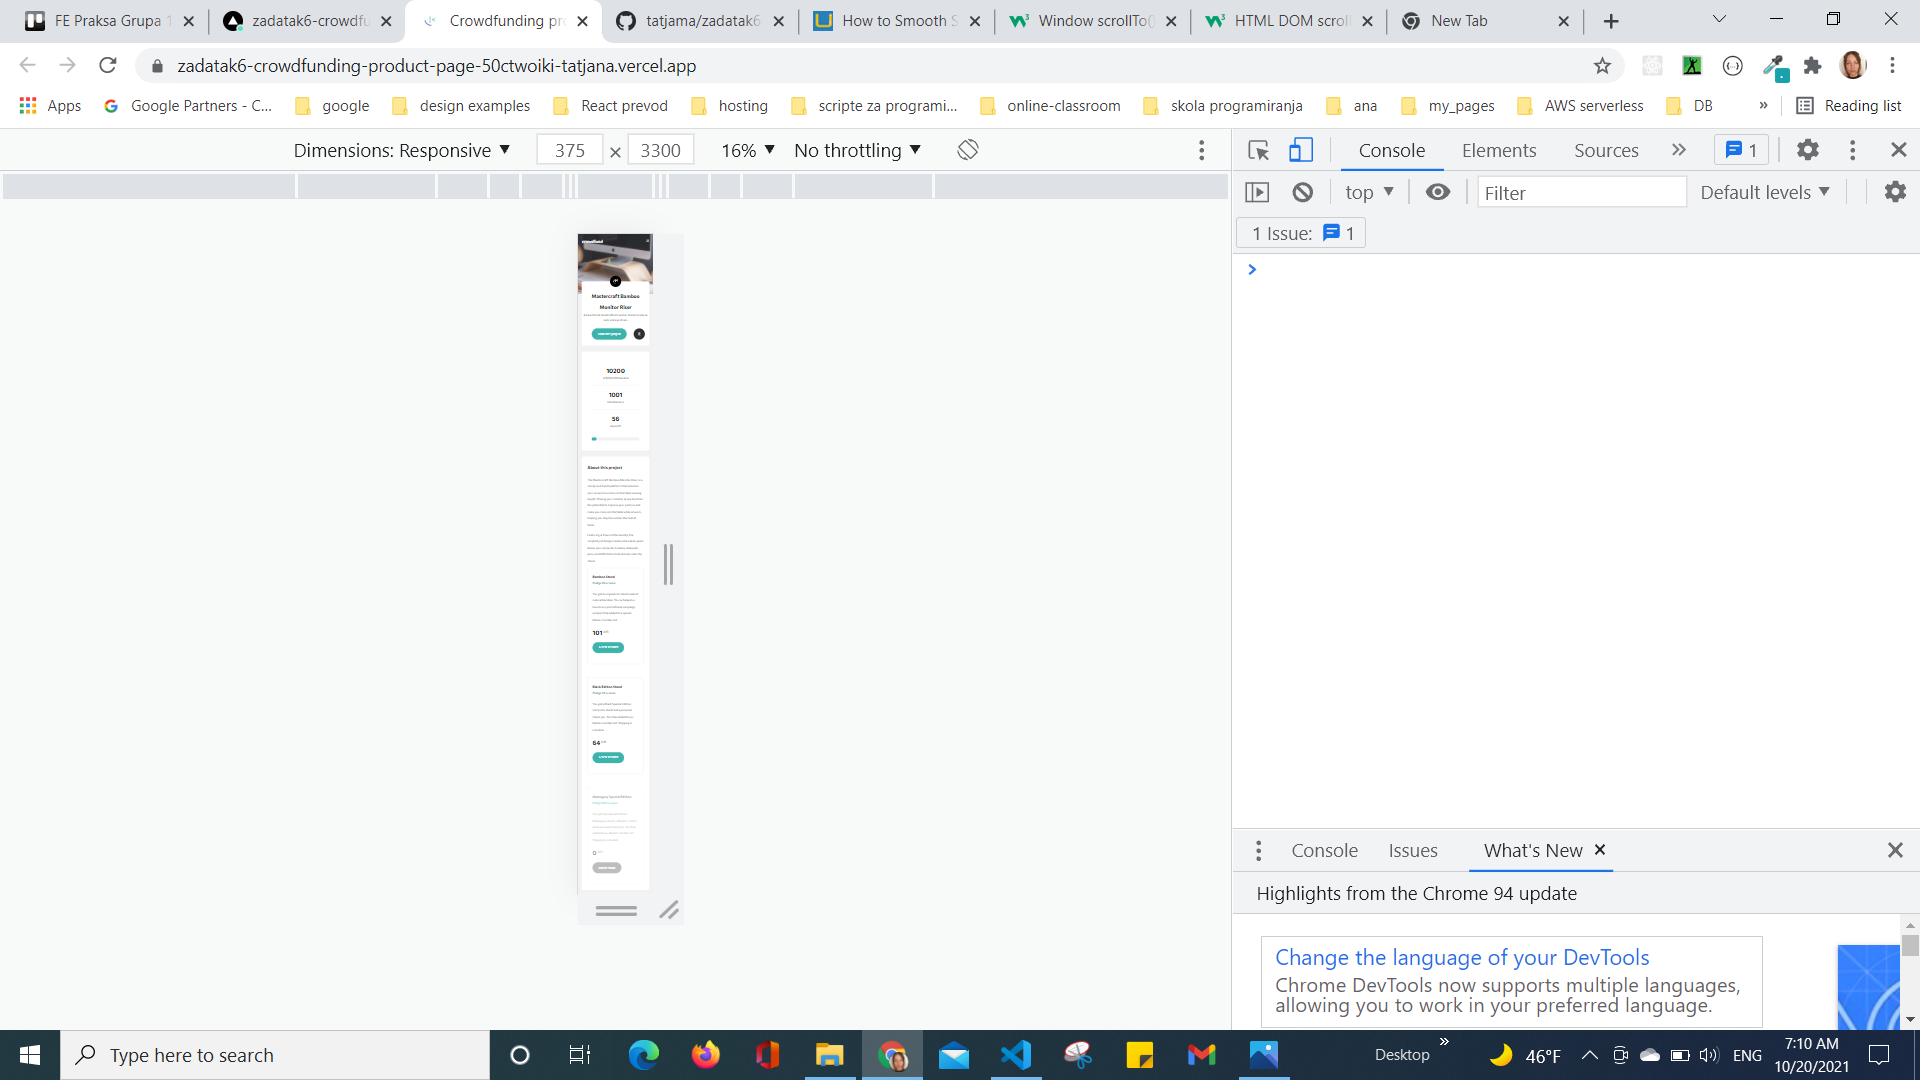 FE Praksa Grupa 1
zadatak6-crowdfu
Crowdfunding pro
tatjama/zadatak6
How to Smooth S
Window scrollTo()
HTML DOM scroll
New Tab
zadatak6-crowdfunding-product-page-50ctwoiki-tatjana.vercel.app
Apps
Google Partners - C...
google
design examples
React prevod
hosting
scripte za programi...
online-classroom
skola programiranja
ana
my_pages
AWS serverless
DB
»
Reading list
Dimensions: Responsive
375 × 3300
16%
No throttling
Console
Elements
Sources
1
top
Filter
Default levels
1 Issue: 1
Mastercraft Bamboo
Monitor Riser
10200
1001
56
About this project
Bamboo Stand
101
Black Edition Stand
64
0
Console
Issues
What's New
Highlights from the Chrome 94 update
Change the language of your DevTools
Chrome DevTools now supports multiple languages,
allowing you to work in your preferred language.
Type here to search
Desktop
46°F
ENG
7:10 AM
10/20/2021